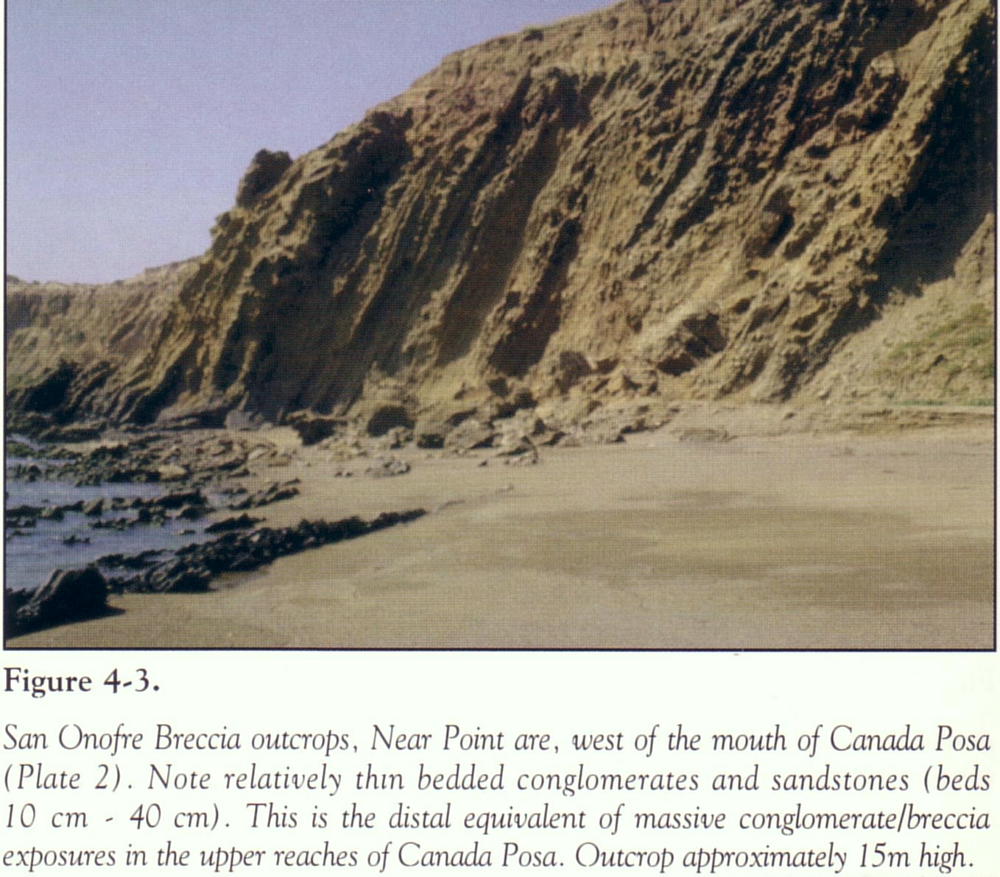 Figure 4-3.
San Onofre Breccia outcrops, Near Point are, west of the mouth of Canada Posa
(Plate 2). Note relatively thin bedded conglomerates and sandstones (beds
10 cm - 40 cm). This is the distal equivalent of massive conglomerate/breccia
exposures in the upper reaches of Canada Posa. Outcrop approximately 15m high.